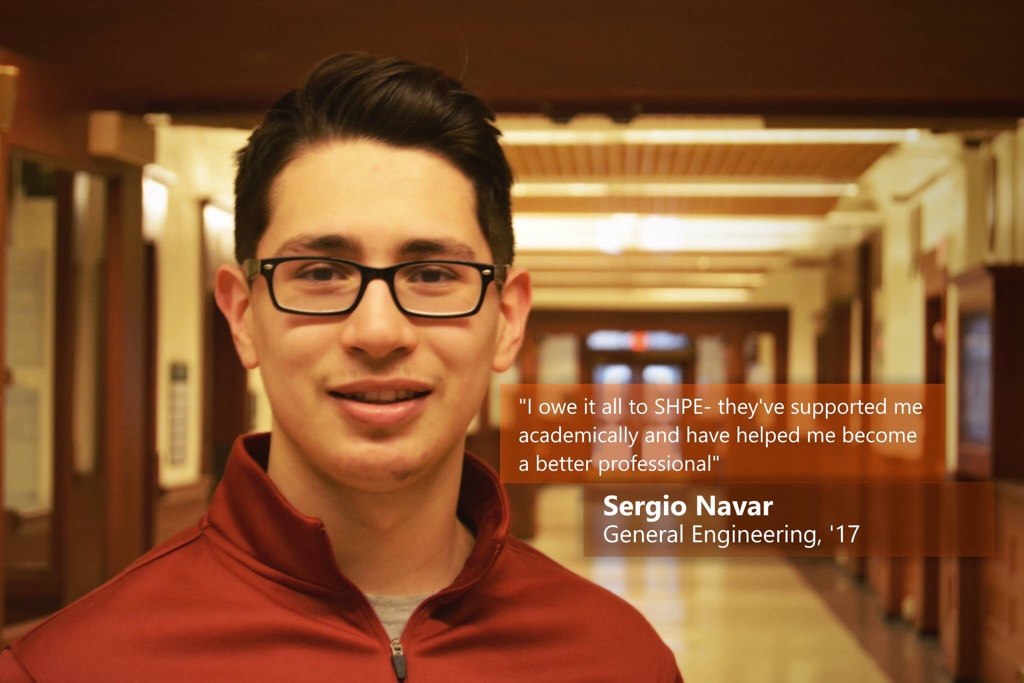 "I owe it all to SHPE- they've supported me
academically and have helped me become
a better professional"
Sergio Navar
General Engineering, '17